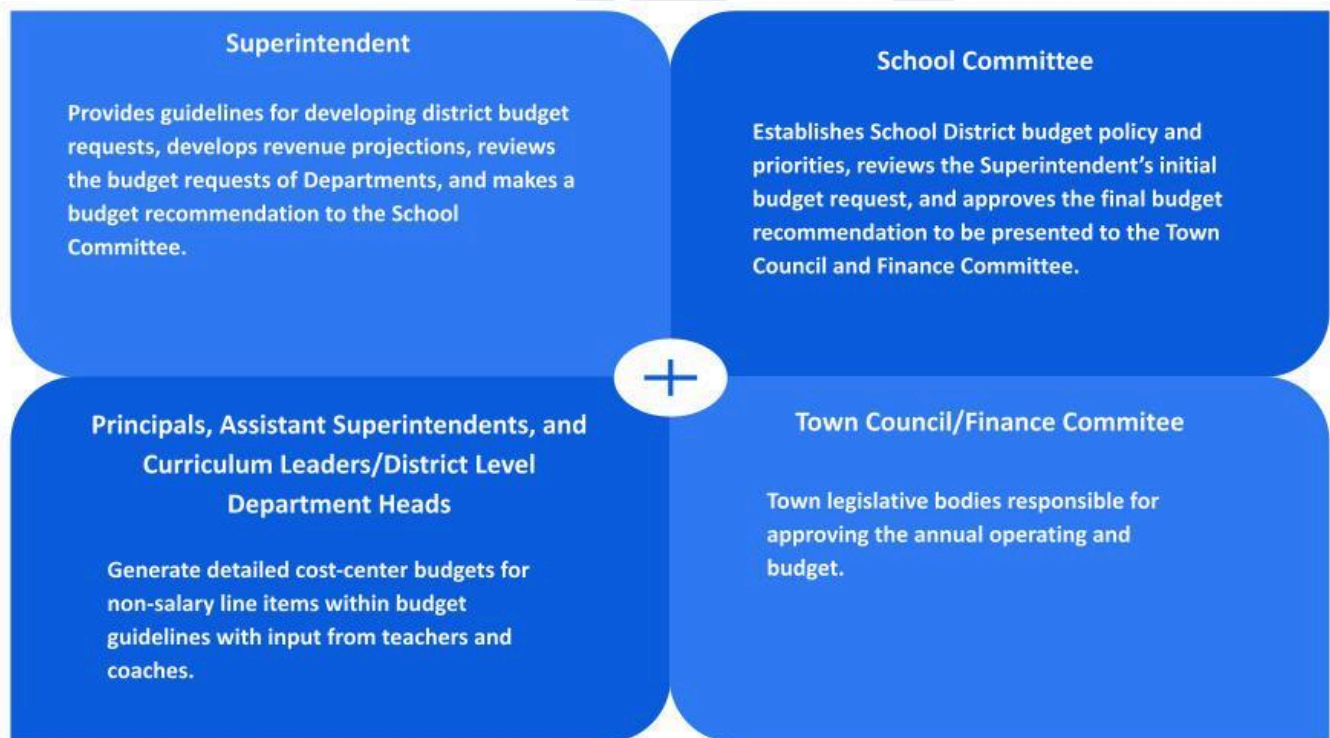 Superintendent
Provides guidelines for developing district budget
requests, develops revenue projections, reviews
the budget requests of Departments, and makes a
budget recommendation to the School
Committee.
School Committee
Establishes School District budget policy and
priorities, reviews the Superintendent’s initial
budget request, and approves the final budget
recommendation to be presented to the Town
Council and Finance Committee.
Principals, Assistant Superintendents, and
Curriculum Leaders/District Level
Department Heads
Generate detailed cost-center budgets for
non-salary line items within budget
guidelines with input from teachers and
coaches.
Town Council/Finance Commitee
Town legislative bodies responsible for
approving the annual operating and
budget.